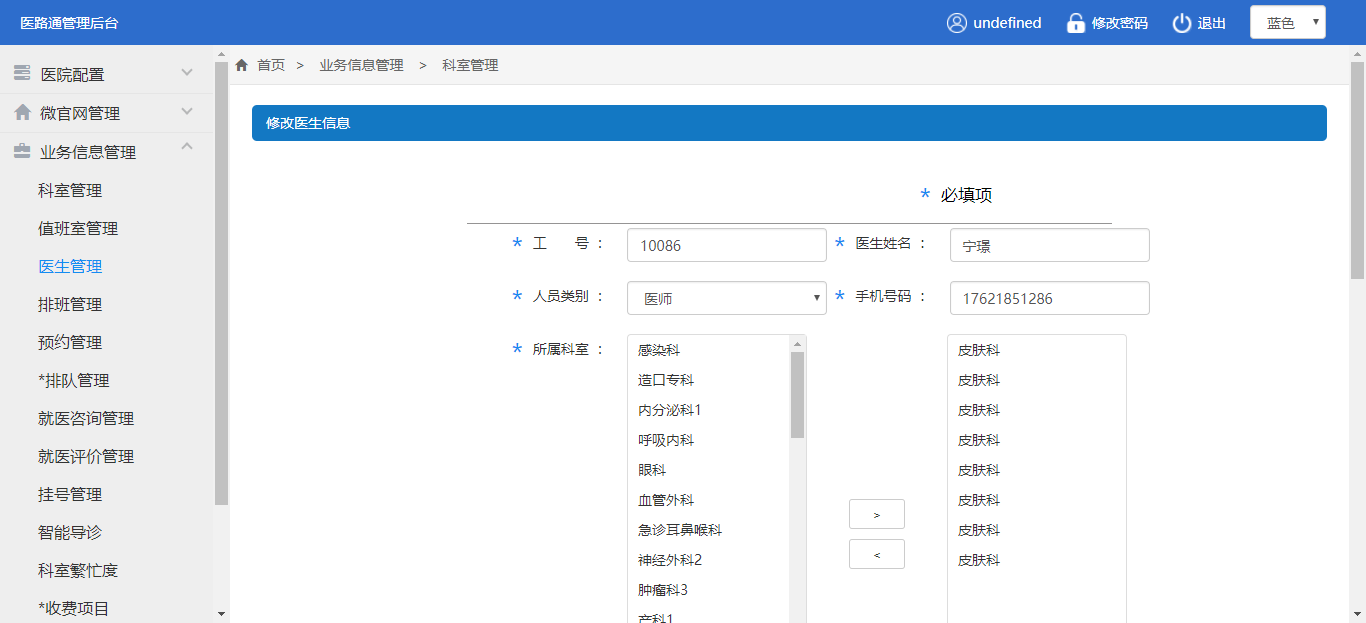 医路通管理后台
undefined
修改密码
退出
蓝色
医院配置
微官网管理
业务信息管理
科室管理
值班室管理
医生管理
排班管理
预约管理
*排队管理
就医咨询管理
就医评价管理
挂号管理
智能导诊
科室繁忙度
*收费项目
首页 > 业务信息管理 > 科室管理
修改医生信息
* 必填项
* 工 号 : 10086
* 医生姓名 : 宁璟
* 人员类别 : 医师
* 手机号码 : 17621851286
* 所属科室 :
感染科
造口专科
内分泌科1
呼吸内科
眼科
血管外科
急诊耳鼻喉科
神经外科2
肿瘤科3
产科1
>
<
皮肤科
皮肤科
皮肤科
皮肤科
皮肤科
皮肤科
皮肤科
皮肤科